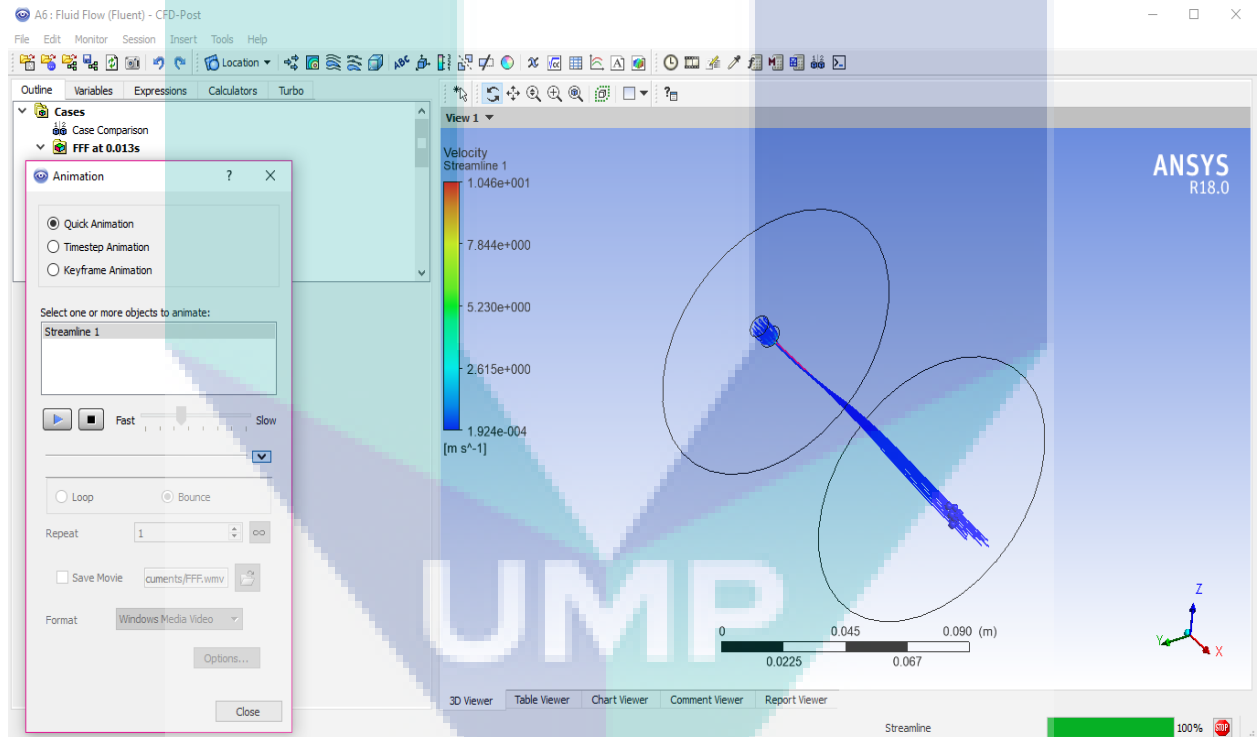 A6 : Fluid Flow (Fluent) - CFD-Post
File Edit Monitor Session Insert Tools Help
Location
Outline Variables Expressions Calculators Turbo
Cases
Case Comparison
FFF at 0.013s
View 1
Animation
?
Quick Animation
Timestep Animation
Keyframe Animation
Select one or more objects to animate:
Streamline 1
Fast Slow
Loop Bounce
Repeat 1
Save Movie cuments/FFF.wmv
Format Windows Media Video
Options...
Close
Velocity
Streamline 1
1.046e+001
7.844e+000
5.230e+000
2.615e+000
1.924e-004
[m s^-1]
ANSYS
R18.0
UMP
0 0.045 0.090 (m)
0.0225 0.067
Z
Y
X
3D Viewer Table Viewer Chart Viewer Comment Viewer Report Viewer
Streamline 100% STOP